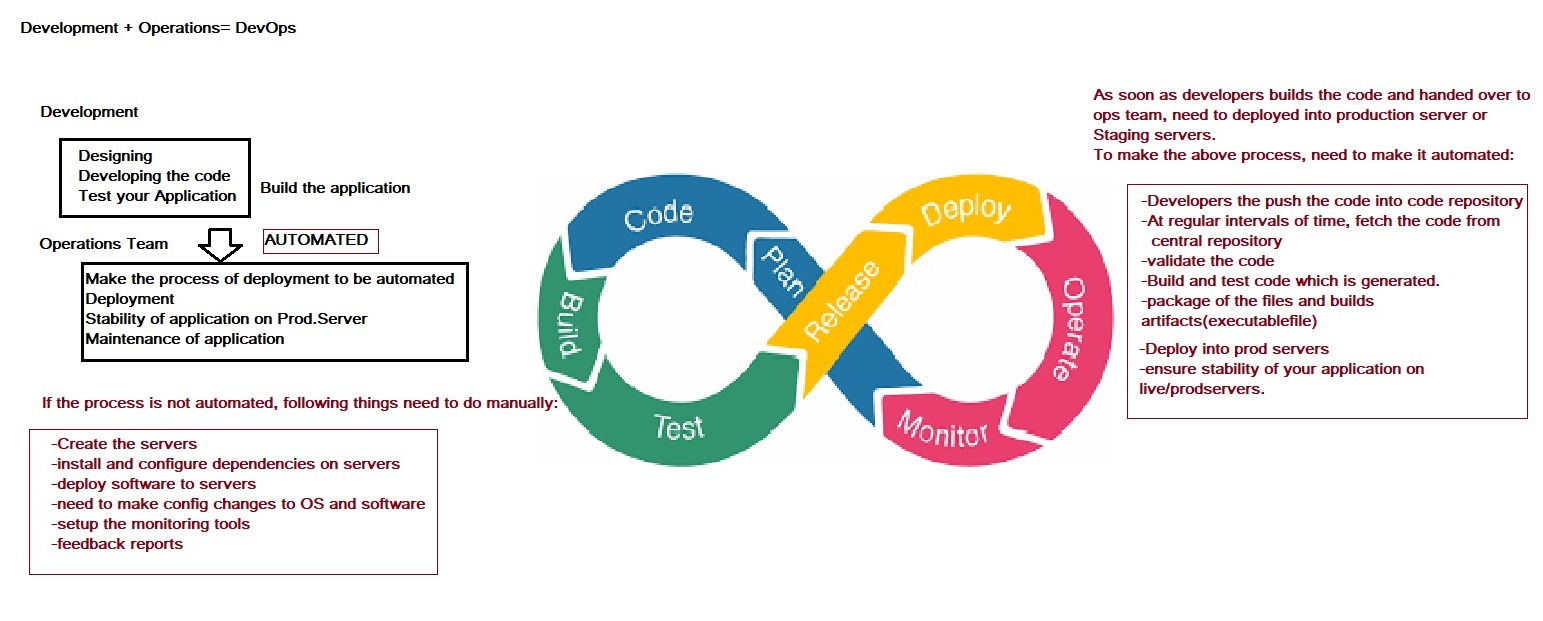 Development + Operations= DevOps
Development
Designing
Developing the code
Test your Application
Build the application
Operations Team
AUTOMATED
Make the process of deployment to be automated
Deployment
Stability of application on Prod.Server
Maintenance of application
If the process is not automated, following things need to do manually:
-Create the servers
-install and configure dependencies on servers
-deploy software to servers
-need to make config changes to OS and software
-setup the monitoring tools
-feedback reports
Code
Plan
Build
Test
Release
Deploy
Operate
Monitor
As soon as developers builds the code and handed over to
ops team, need to deployed into production server or
Staging servers.
To make the above process, need to make it automated:
-Developers the push the code into code repository
-At regular intervals of time, fetch the code from
central repository
-validate the code
-Build and test code which is generated.
-package of the files and builds
artifacts(executablefile)
-Deploy into prod servers
-ensure stability of your application on
live/prodservers.